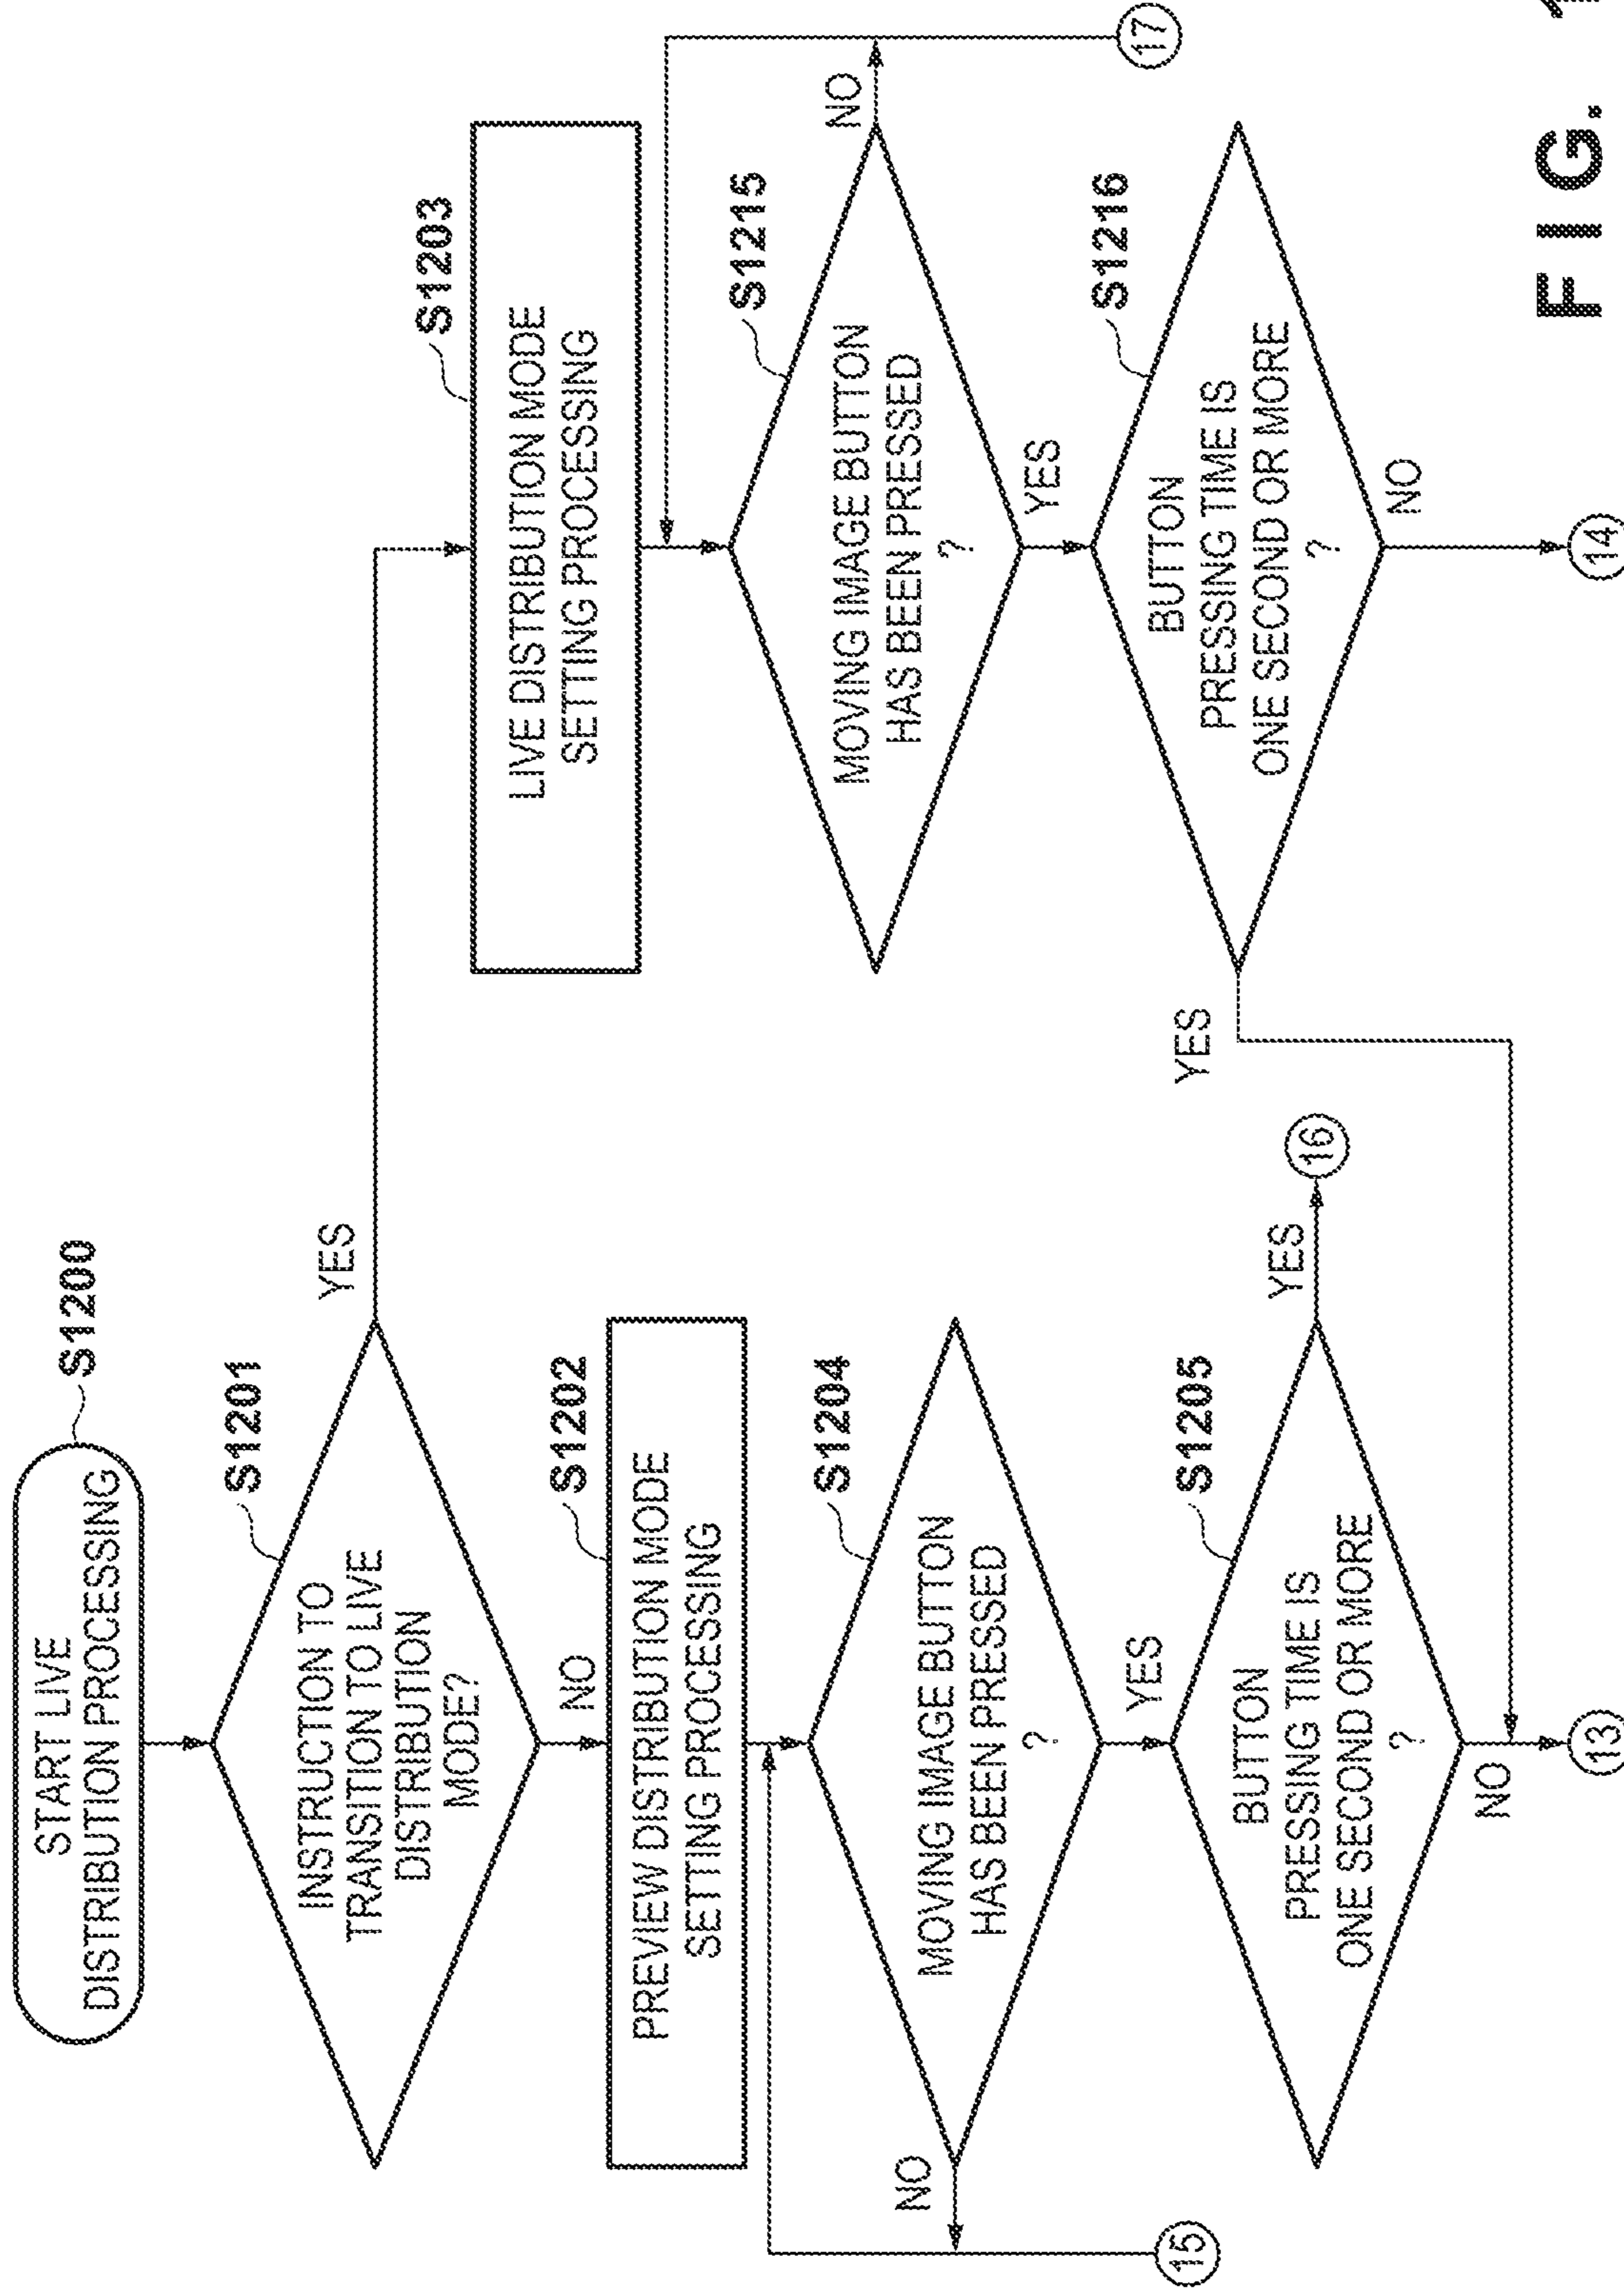 START LIVE
DISTRIBUTION PROCESSING
S1200
INSTRUCTION TO
TRANSITION TO LIVE
DISTRIBUTION
MODE?
S1201
YES
NO
PREVIEW DISTRIBUTION MODE
SETTING PROCESSING
S1202
MOVING IMAGE BUTTON
HAS BEEN PRESSED
?
S1204
NO
YES
15
BUTTON
PRESSING TIME IS
ONE SECOND OR MORE
?
S1205
YES
16
NO
13
LIVE DISTRIBUTION MODE
SETTING PROCESSING
S1203
MOVING IMAGE BUTTON
HAS BEEN PRESSED
?
S1215
NO
17
YES
BUTTON
PRESSING TIME IS
ONE SECOND OR MORE
?
S1216
YES
NO
14
FIG.